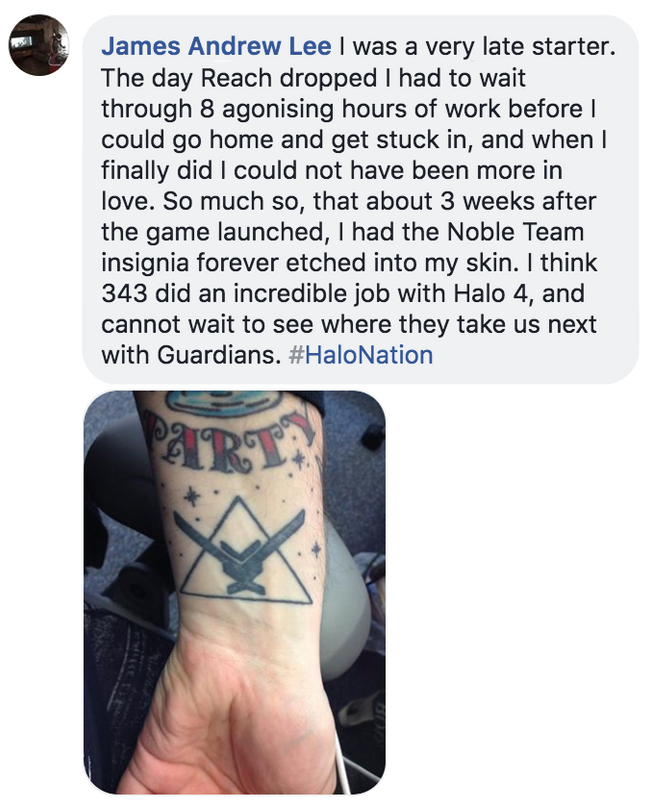 James Andrew Lee I was a very late starter.
The day Reach dropped I had to wait
through 8 agonising hours of work before I
could go home and get stuck in, and when I
finally did I could not have been more in
love. So much so, that about 3 weeks after
the game launched, I had the Noble Team
insignia forever etched into my skin. I think
343 did an incredible job with Halo 4, and
cannot wait to see where they take us next
with Guardians. #HaloNation
PARTY